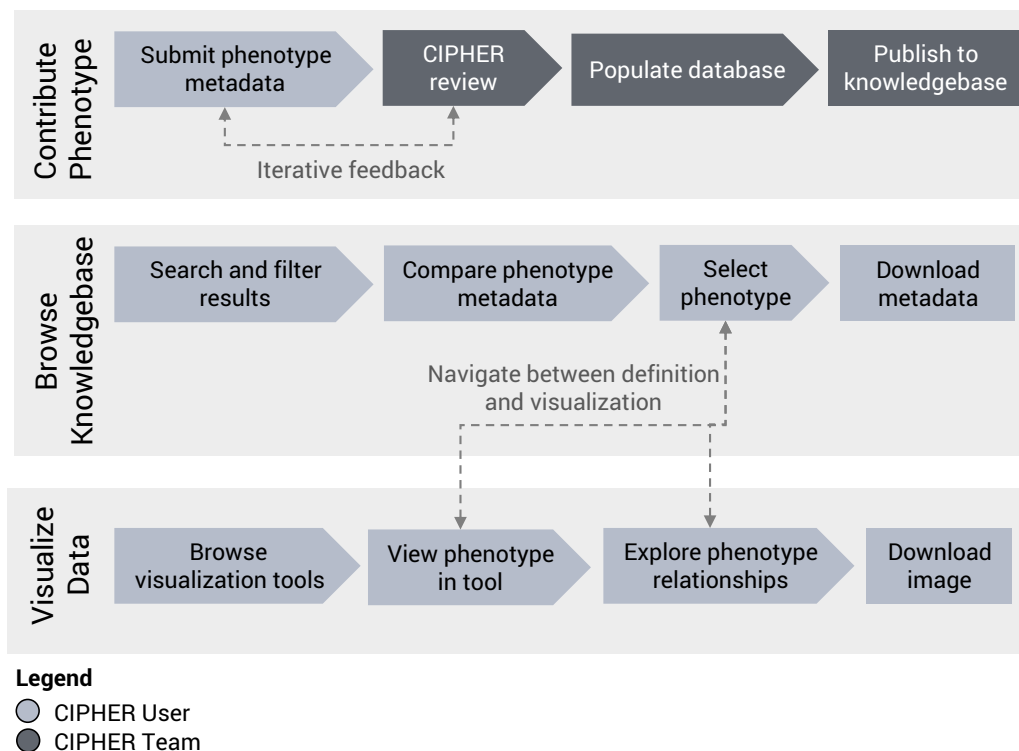 Contribute
Phenotype
Submit phenotype
metadata
CIPHER
review
Populate database
Publish to
knowledgebase
Iterative feedback
Browse
Knowledgebase
Search and filter
results
Compare phenotype
metadata
Select
phenotype
Download
metadata
Navigate between definition
and visualization
Visualize
Data
Browse
visualization tools
View phenotype
in tool
Explore phenotype
relationships
Download
image
Legend
CIPHER User
CIPHER Team